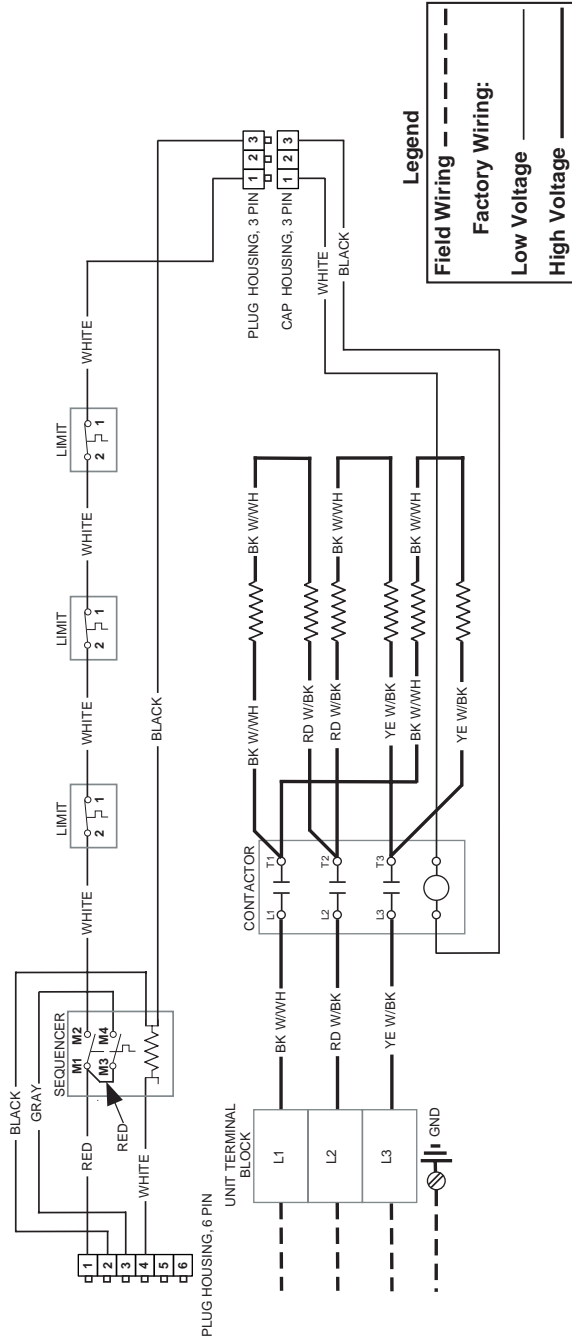 BLACK
GRAY
RED
SEQUENCER
M1 M2
M3 M4
RED
WHITE
1
2
3
4
5
6
PLUG HOUSING, 6 PIN
WHITE
LIMIT
2 1
WHITE
LIMIT
2 1
WHITE
LIMIT
2 1
WHITE
BLACK
1 2 3
PLUG HOUSING, 3 PIN
1 2 3
CAP HOUSING, 3 PIN
WHITE
BLACK
UNIT TERMINAL
BLOCK
L1
L2
L3
GND
BK W/WH
RD W/BK
YE W/BK
CONTACTOR
L1 T1
L2 T2
L3 T3
BK W/WH
BK W/WH
RD W/BK
RD W/BK
BK W/WH
YE W/BK
BK W/WH
BK W/WH
YE W/BK
Legend
Field Wiring
Factory Wiring:
Low Voltage
High Voltage